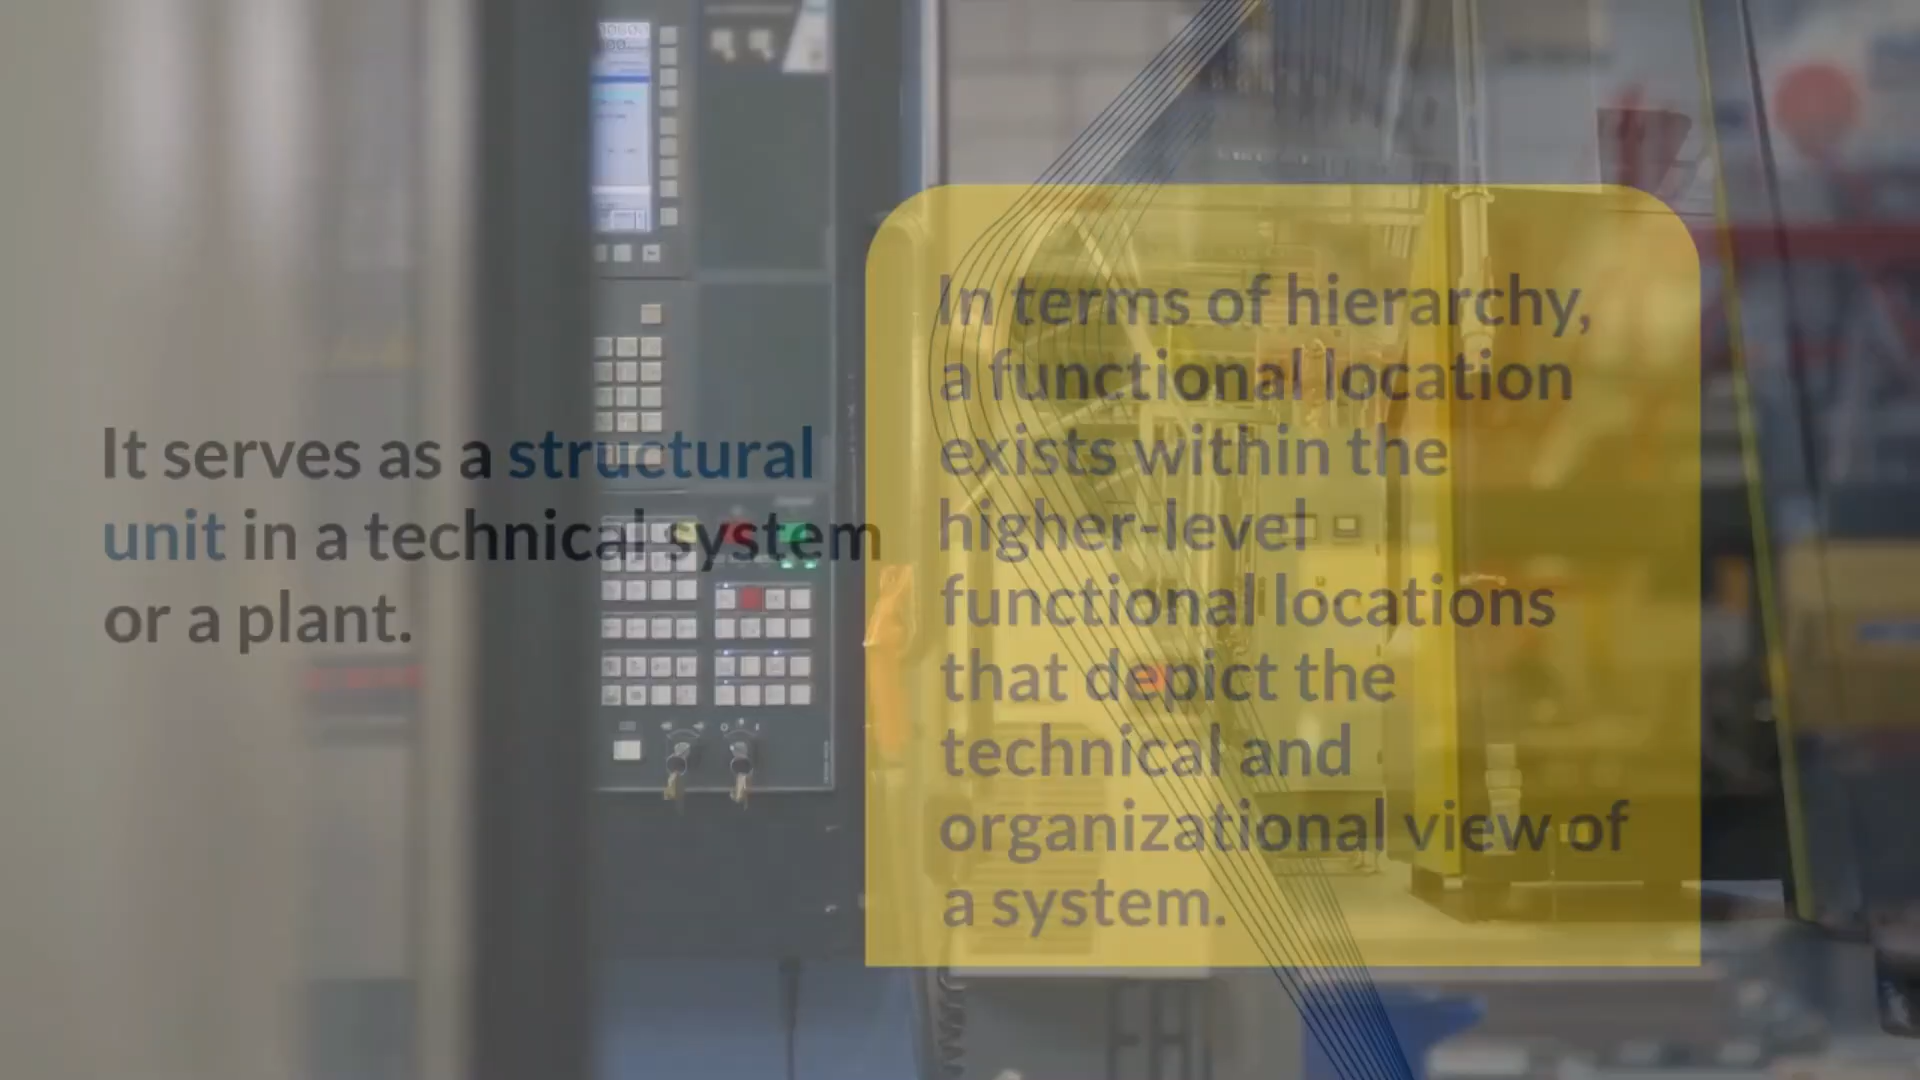 It serves as a structural
unit in a technical system
or a plant.
In terms of hierarchy,
a functional location
exists within the
higher-level
functional locations
that depict the
technical and
organizational view of
a system.